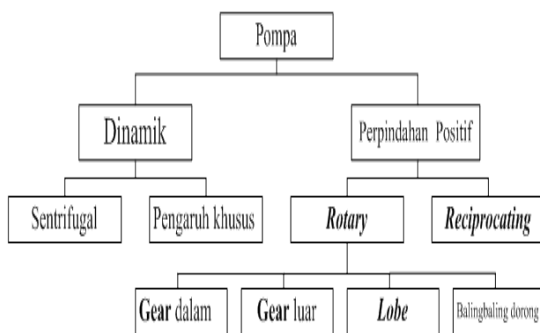 Pompa
Dinamik
Perpindahan Positif
Sentrifugal
Pengaruh khusus
Rotary
Reciprocating
Gear dalam
Gear luar
Lobe
Balingbaling dorong